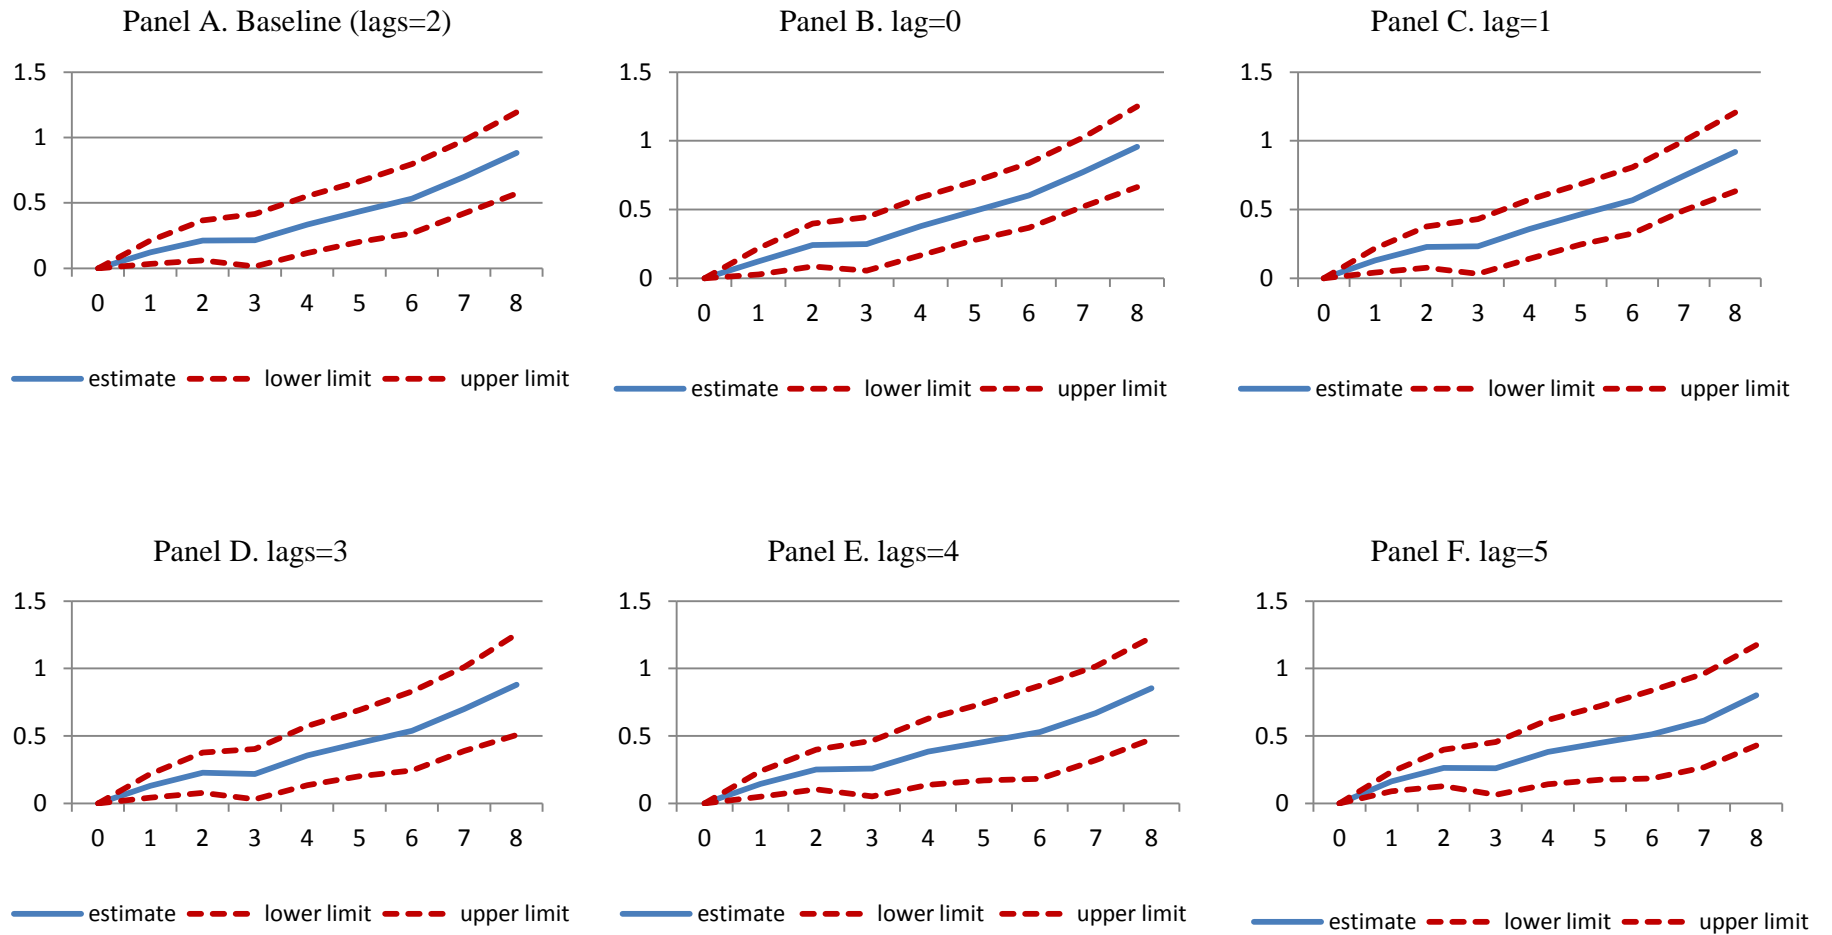 Panel A. Baseline (lags=2)
1.5
1
0.5
0
0 1 2 3 4 5 6 7 8
estimate lower limit upper limit
Panel B. lag=0
1.5
1
0.5
0
0 1 2 3 4 5 6 7 8
estimate lower limit upper limit
Panel C. lag=1
1.5
1
0.5
0
0 1 2 3 4 5 6 7 8
estimate lower limit upper limit
Panel D. lags=3
1.5
1
0.5
0
0 1 2 3 4 5 6 7 8
estimate lower limit upper limit
Panel E. lags=4
1.5
1
0.5
0
0 1 2 3 4 5 6 7 8
estimate lower limit upper limit
Panel F. lag=5
1.5
1
0.5
0
0 1 2 3 4 5 6 7 8
estimate lower limit upper limit